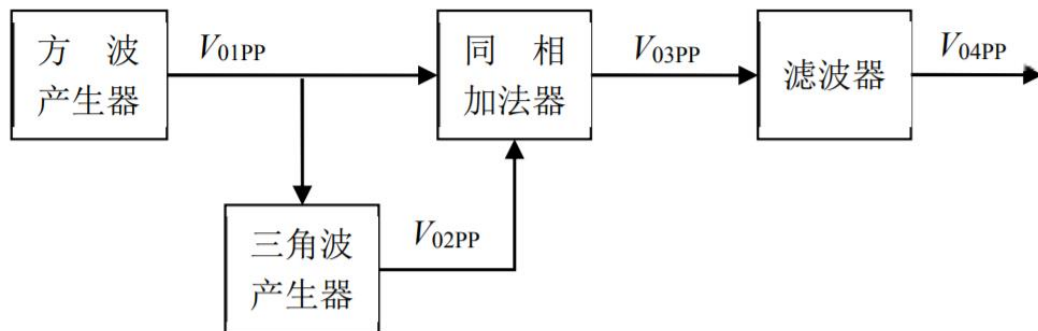 方 波
产生器
V01PP
同 相
加法器
V03PP
滤波器
V04PP
三角波
产生器
V02PP